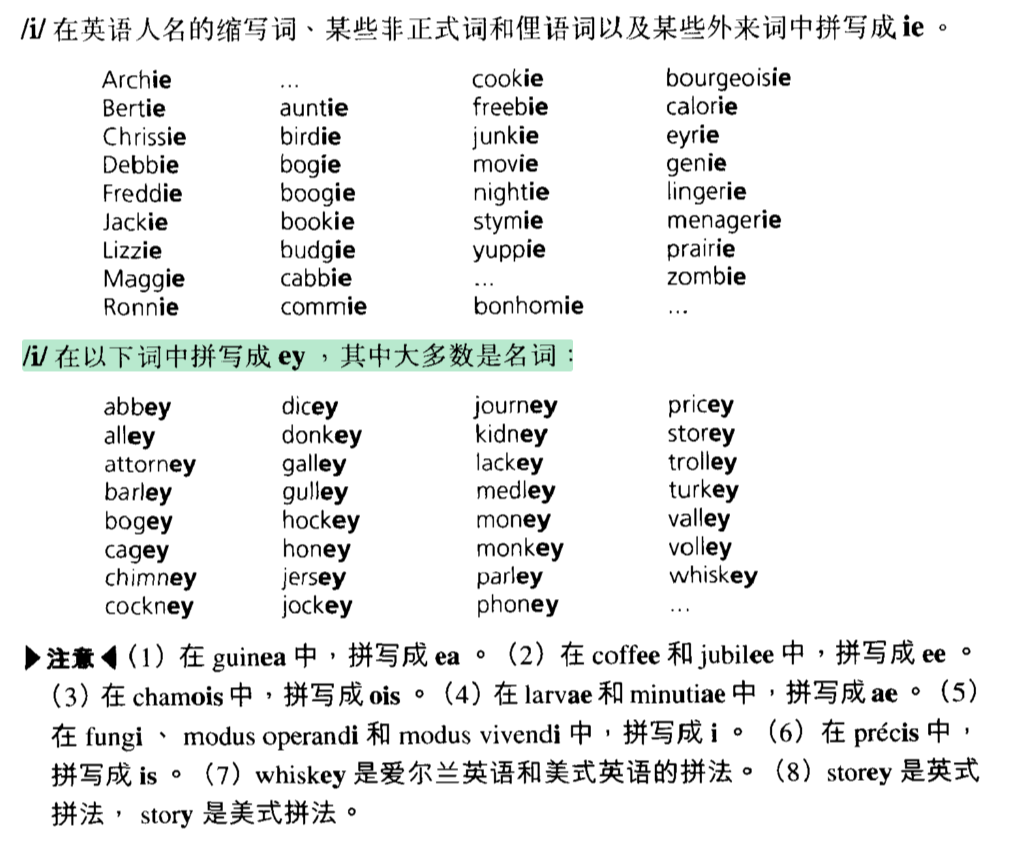 /i/ 在英语人名的缩写词、某些非正式词和俚语词以及某些外来词中拼写成 ie 。
Archie ... cookie bourgeoisie
Bertie auntie freebie calorie
Chrissie birdie junkie eyrie
Debbie bogie movie genie
Freddie boogie nightie lingerie
Jackie bookie stymie menagerie
Lizzie budgie yuppie prairie
Maggie cabbie ... zombie
Ronnie commie bonhomie ...
/i/ 在以下词中拼写成 ey ，其中大多数是名词：
abbey dicey journey pricey
alley donkey kidney storey
attorney galley lackey trolley
barley gulley medley turkey
bogey hockey money valley
cagey honey monkey volley
chimney jersey parley whiskey
cockney jockey phoney ...
▶注意◀（1）在 guinea 中，拼写成 ea 。（2）在 coffee 和 jubilee 中，拼写成 ee 。
（3）在 chamois 中，拼写成 ois 。（4）在 larvae 和 minutiae 中，拼写成 ae 。（5）
在 fungi 、 modus operandi 和 modus vivendi 中，拼写成 i 。（6）在 précis 中，
拼写成 is 。（7）whiskey 是爱尔兰英语和美式英语的拼法。（8）storey 是英式
拼法， story 是美式拼法。